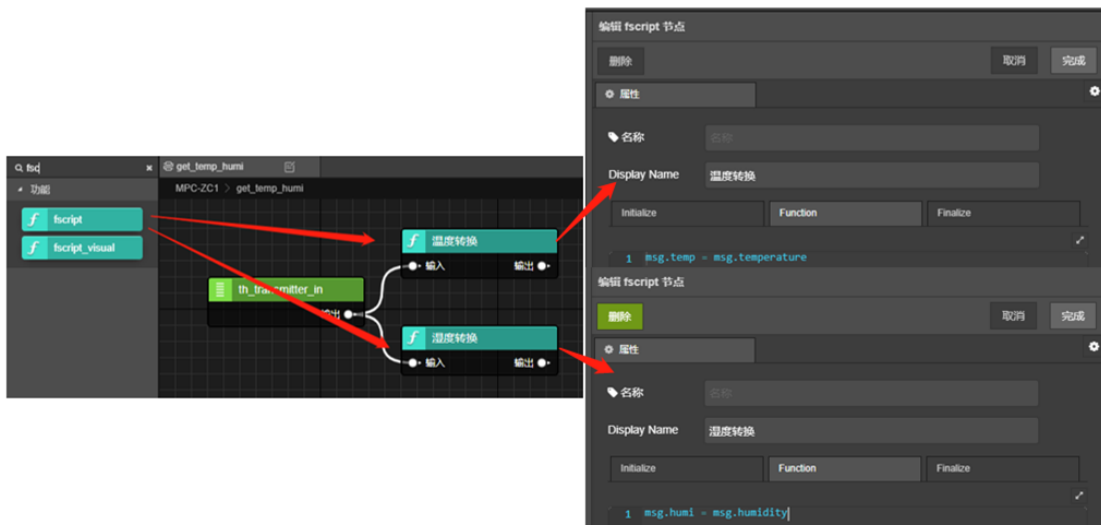 fsc
功能
fscript
fscript_visual
get_temp_humi
MPC-ZC1 > get_temp_humi
温度转换
输入 输出
th_transmitter_in
输出
湿度转换
输入 输出
编辑 fscript 节点
删除 取消 完成
属性
名称 名称
Display Name 温度转换
Initialize Function Finalize
1 msg.temp = msg.temperature
编辑 fscript 节点
删除 取消 完成
属性
名称 名称
Display Name 湿度转换
Initialize Function Finalize
1 msg.humi = msg.humidity